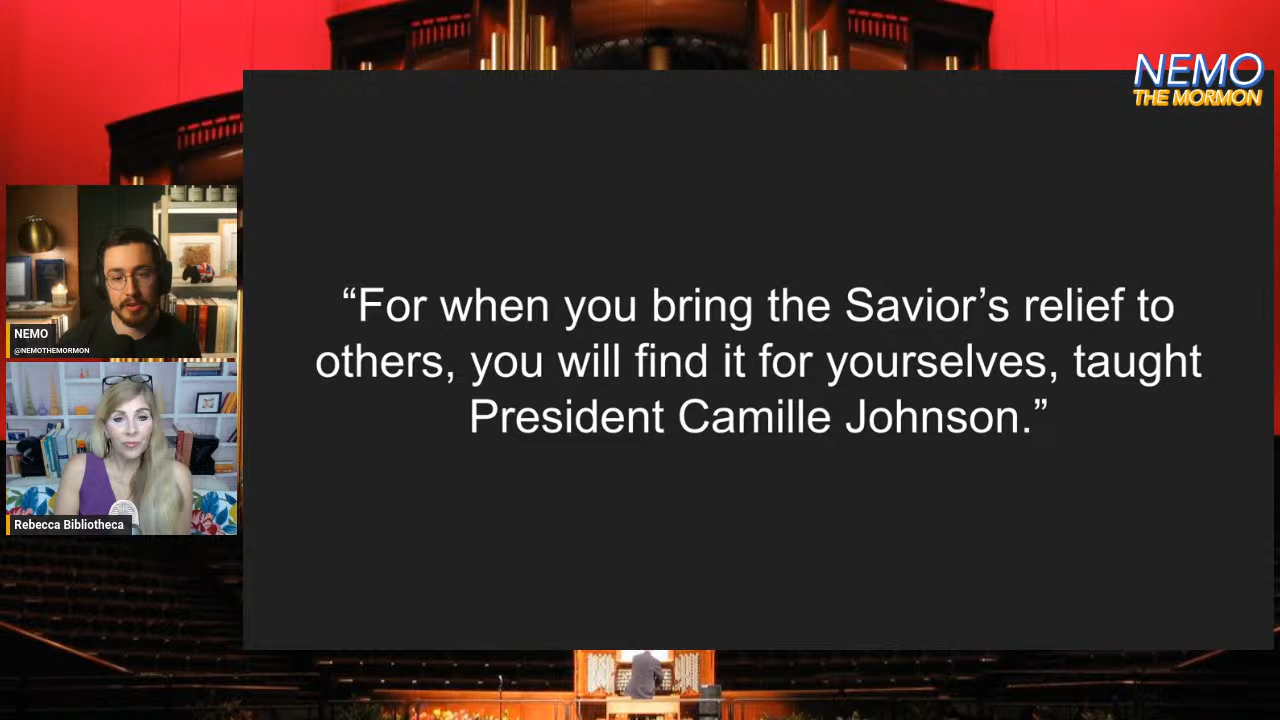 NEMO
THE MORMON
NEMO
@NEMOTHEMORMON
Rebecca Bibliotheca
“For when you bring the Savior’s relief to
others, you will find it for yourselves, taught
President Camille Johnson.”